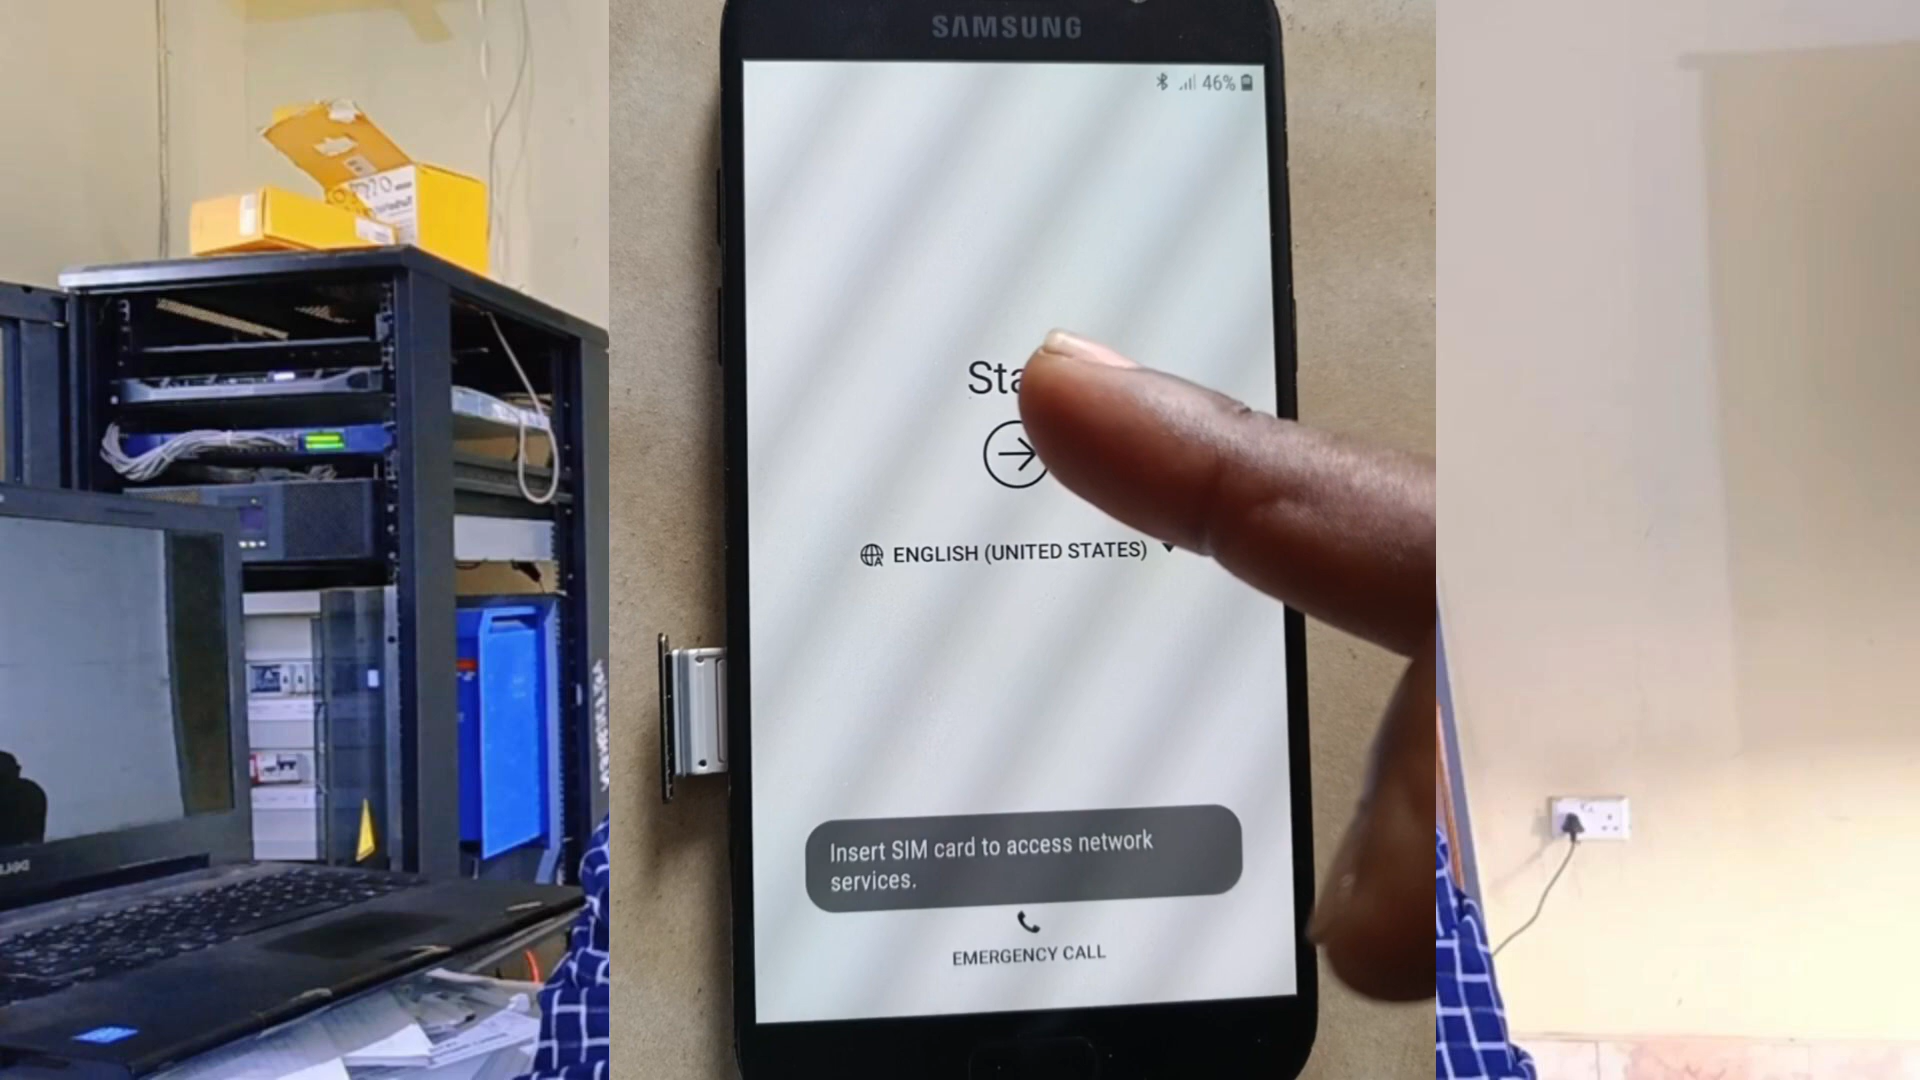 SAMSUNG
46%
Sta
ENGLISH (UNITED STATES)
Insert SIM card to access network
services.
EMERGENCY CALL